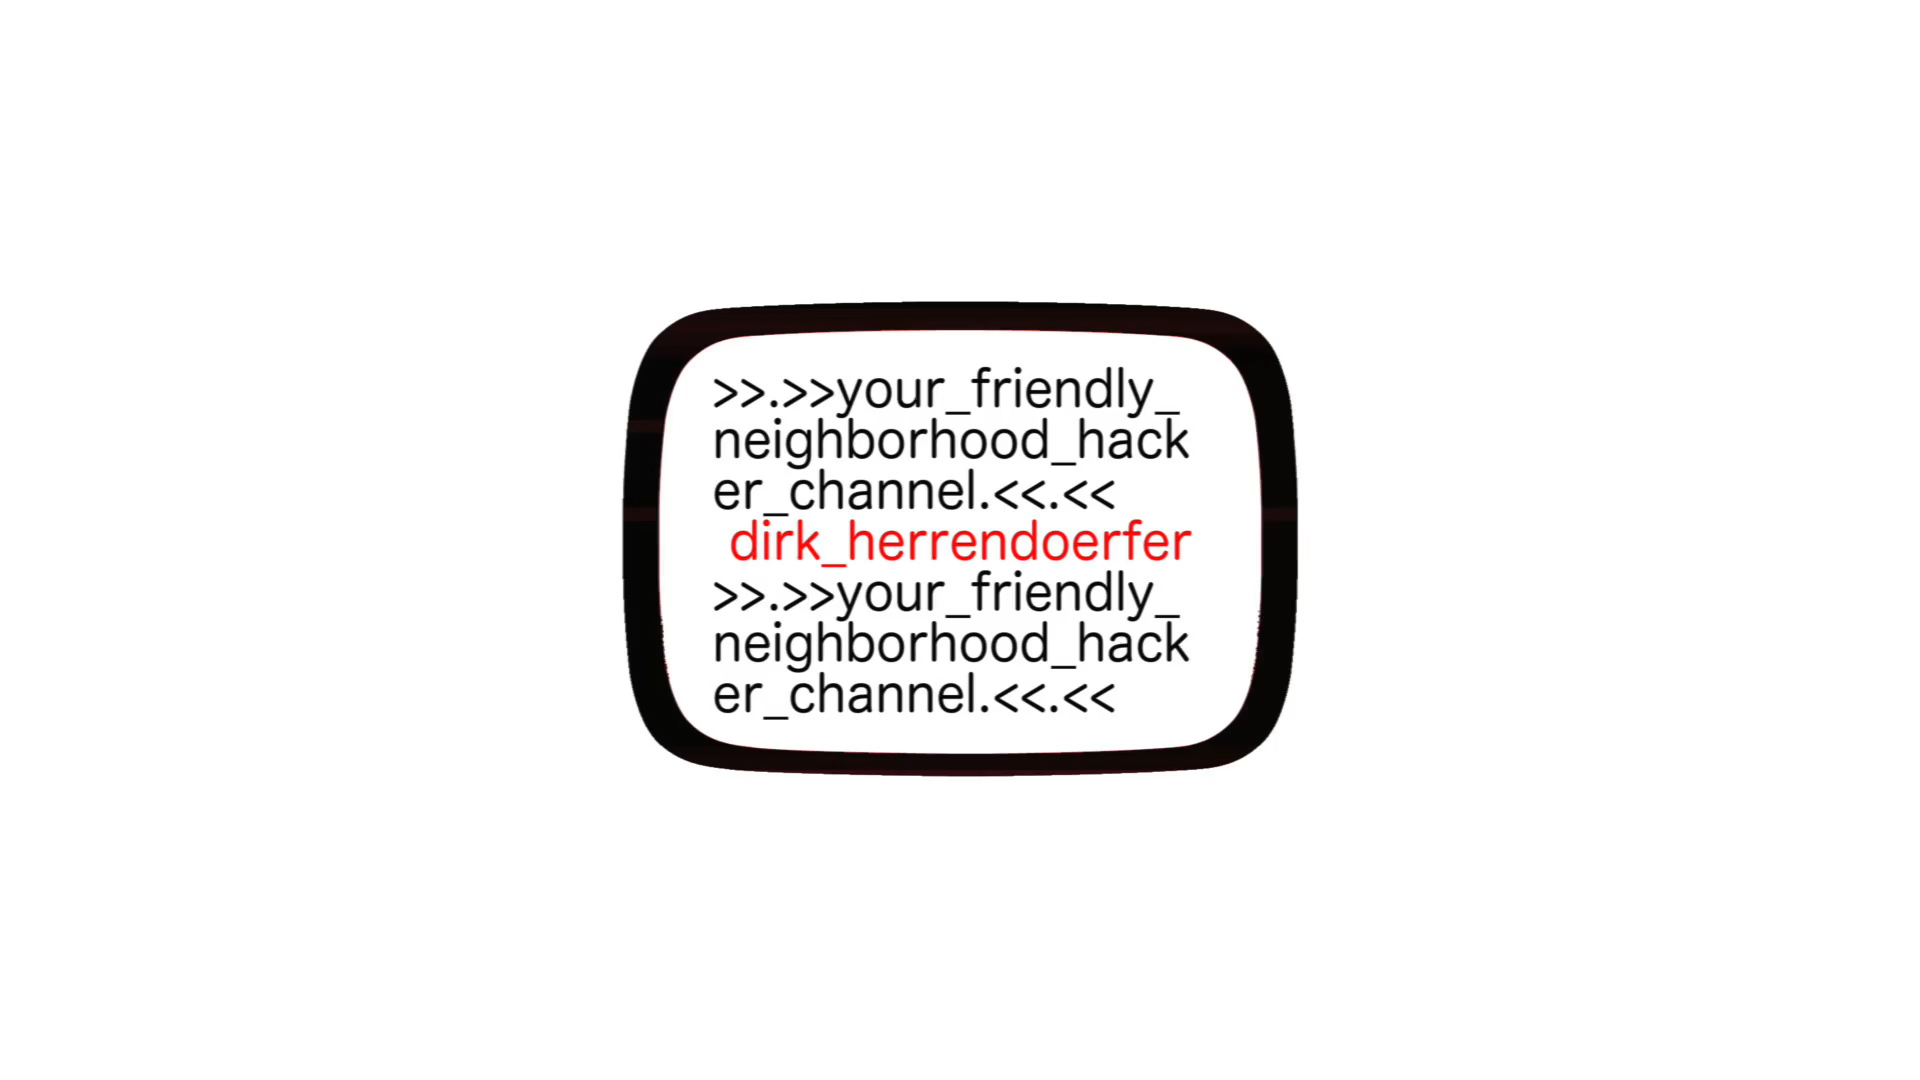 >>.>>your_friendly_
neighborhood_hack
er_channel.<<.<<
dirk_herrendoerfer
>>.>>your_friendly_
neighborhood_hack
er_channel.<<.<<